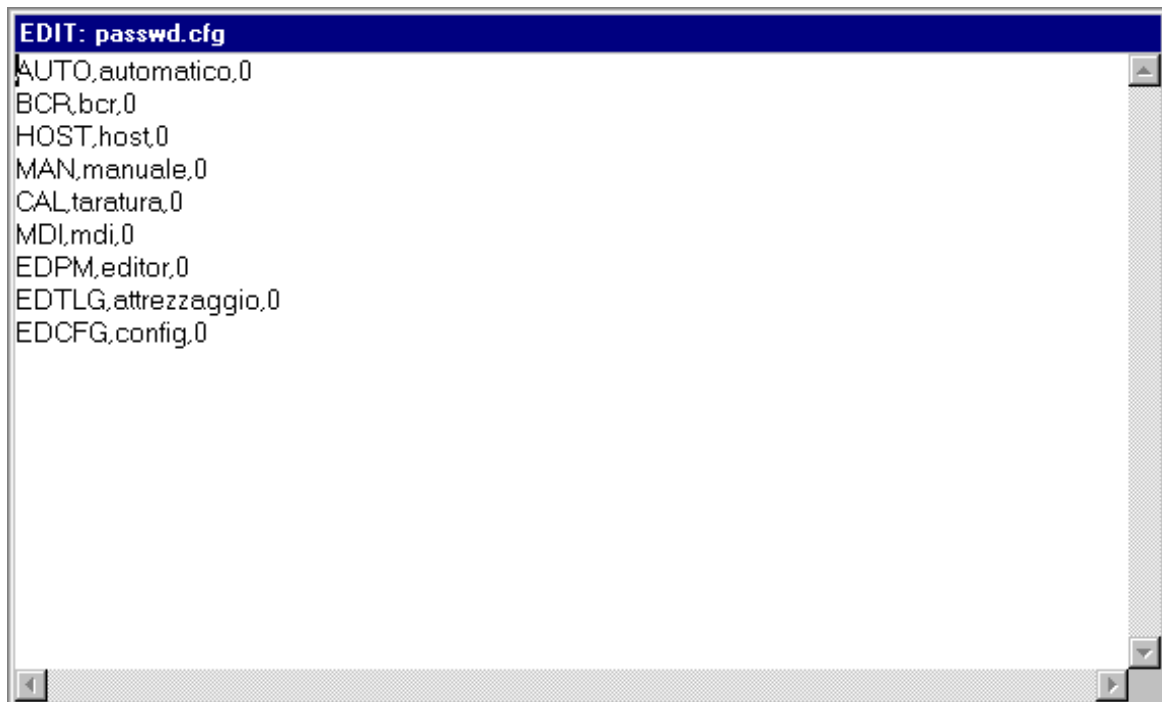 EDIT: passwd.cfg
AUTO,automatico,0
BCR,bcr,0
HOST,host,0
MAN,manuale,0
CAL,taratura,0
MDI,mdi,0
EDPM,editor,0
EDTLG,attrezzaggio,0
EDCFG,config,0